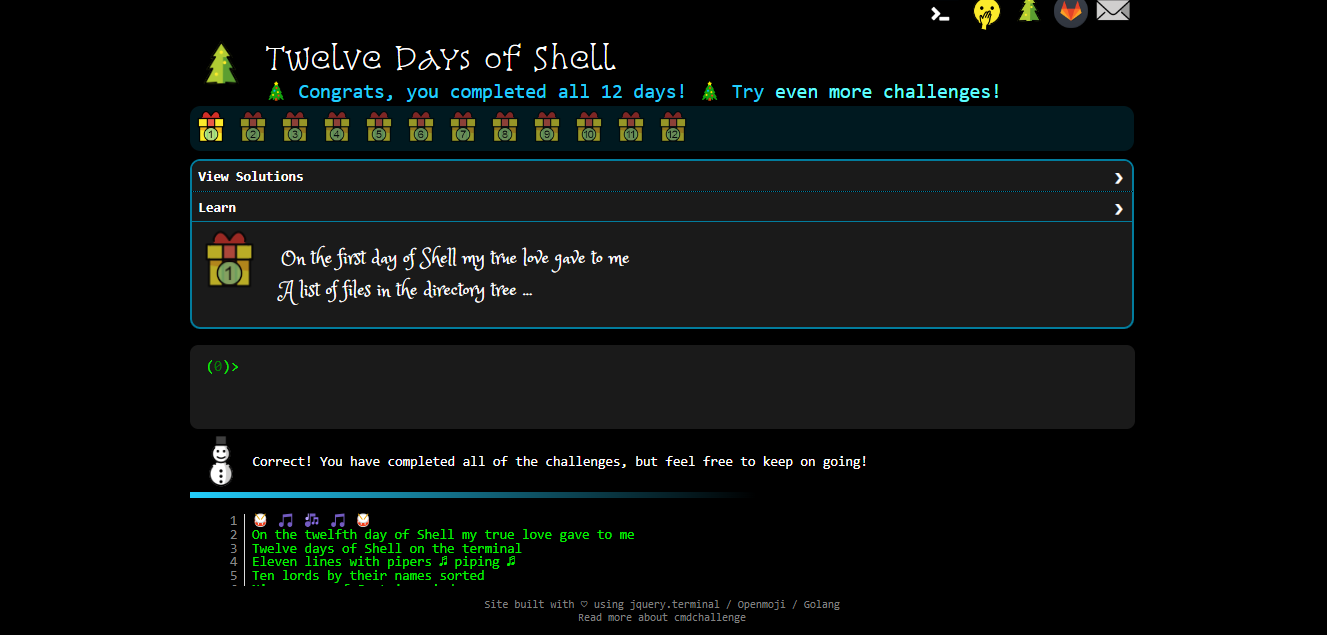 Twelve Days of Shell
🎄 Congrats, you completed all 12 days! 🎄 Try even more challenges!
1 2 3 4 5 6 7 8 9 10 11 12
View Solutions ❯
Learn ❯
1
On the first day of Shell my true love gave to me
A list of files in the directory tree ...
(0)>
Correct! You have completed all of the challenges, but feel free to keep on going!
1 🥁 🎵 🎶 🎵 🥁
2 On the twelfth day of Shell my true love gave to me
3 Twelve days of Shell on the terminal
4 Eleven lines with pipers ♬ piping ♬
5 Ten lords by their names sorted
Site built with ♡ using jquery.terminal / Openmoji / Golang
Read more about cmdchallenge